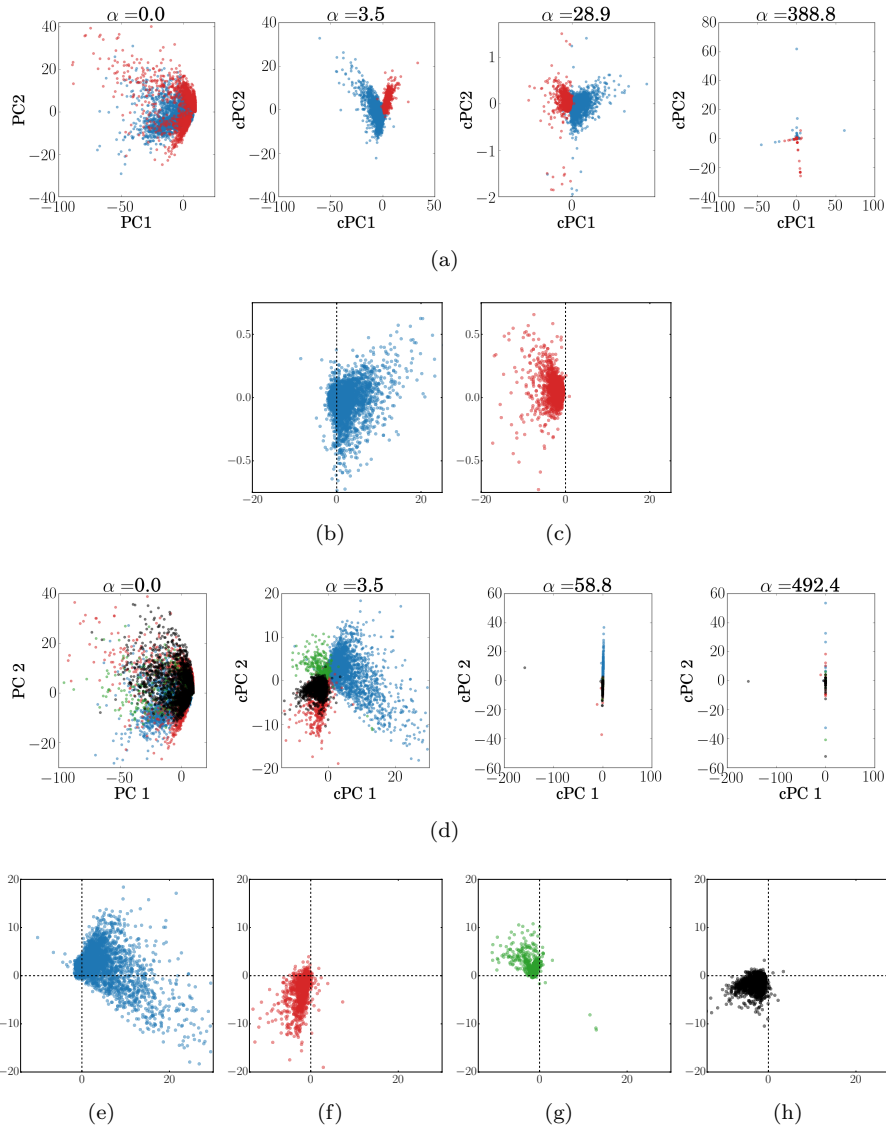 α =0.0 α =3.5 α =28.9 α =388.8
40 40 1 80
20 20 60
0 0 0 40
−20 −20 −1 20
−40 −40 −2 0
−20
−40
PC2 cPC2 cPC2 cPC2
−100 −50 0 −100 −50 0 50 0 −100 −50 0 50 100
PC1 cPC1 cPC1 cPC1
(a)
0.5 0.5
0.0 0.0
−0.5 −0.5
−20 0 20 −20 0 20
(b) (c)
α =0.0 α =3.5 α =58.8 α =492.4
40 20 60 60
20 10 40 40
0 0 20 20
−20 −10 0 0
−20 −20 −20
−40 −40
−60 −60
PC 2 cPC 2 cPC 2 cPC 2
−100 −50 0 0 10 20 30 −200 −100 0 100 −200 −100 0 100
PC 1 cPC 1 cPC 1 cPC 1
(d)
20 20 20 20
10 10 10 10
0 0 0 0
−10 −10 −10 −10
−20 −20 −20 −20
0 20 0 20 0 20 0 20
(e) (f) (g) (h)